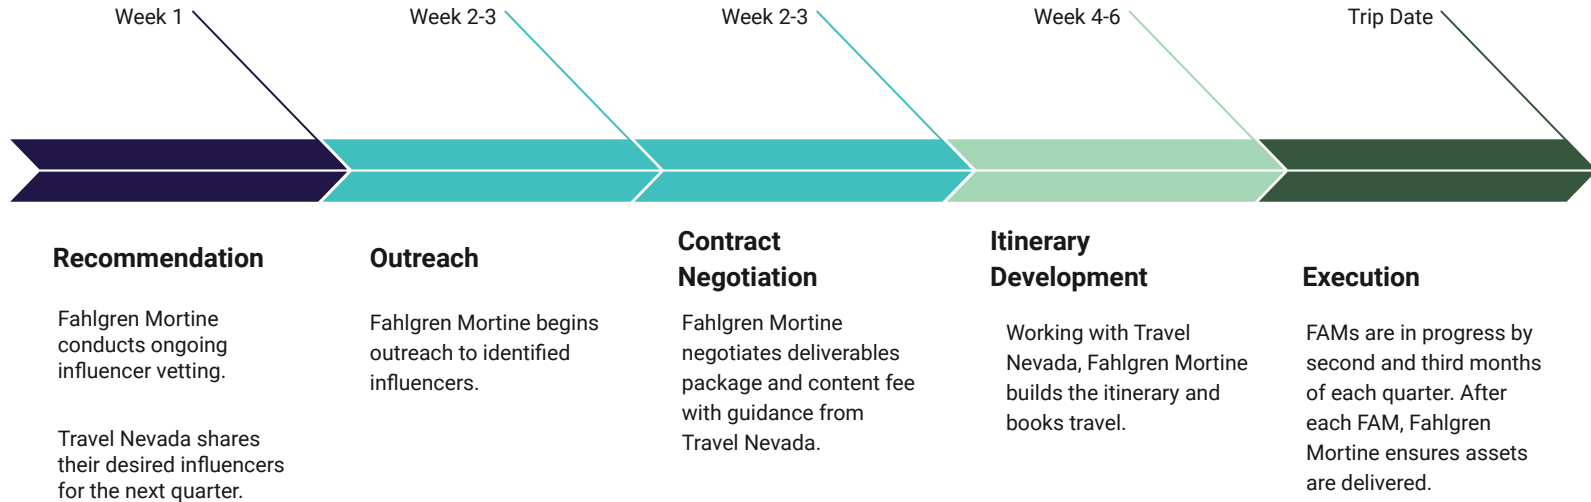 Week 1
Week 2-3
Week 2-3
Week 4-6
Trip Date
Recommendation
Fahlgren Mortine
conducts ongoing
influencer vetting.
Travel Nevada shares
their desired influencers
for the next quarter.
Outreach
Fahlgren Mortine begins
outreach to identified
influencers.
Contract
Negotiation
Fahlgren Mortine
negotiates deliverables
package and content fee
with guidance from
Travel Nevada.
Itinerary
Development
Working with Travel
Nevada, Fahlgren Mortine
builds the itinerary and
books travel.
Execution
FAMs are in progress by
second and third months
of each quarter. After
each FAM, Fahlgren
Mortine ensures assets
are delivered.